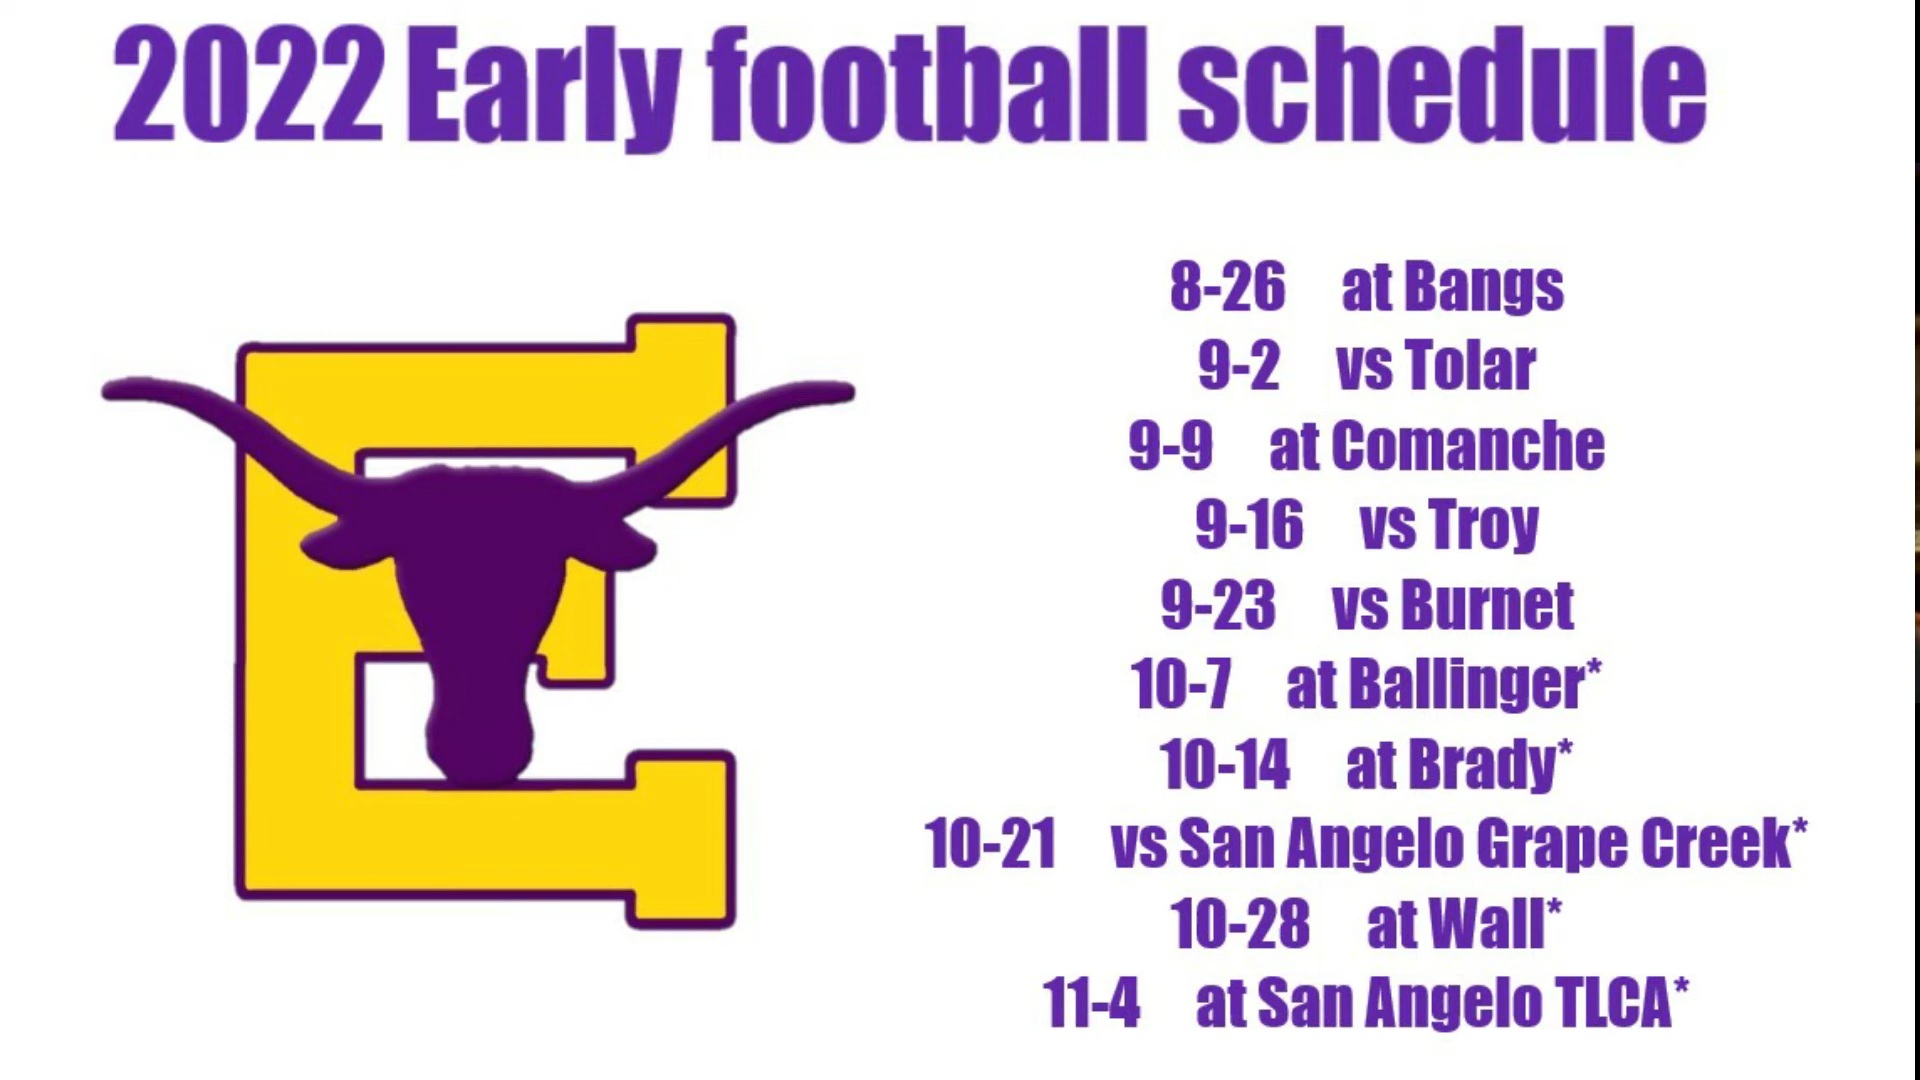 2022 Early football schedule
E
8-26 at Bangs
9-2 vs Tolar
9-9 at Comanche
9-16 vs Troy
9-23 vs Burnet
10-7 at Ballinger*
10-14 at Brady*
10-21 vs San Angelo Grape Creek*
10-28 at Wall*
11-4 at San Angelo TLCA*